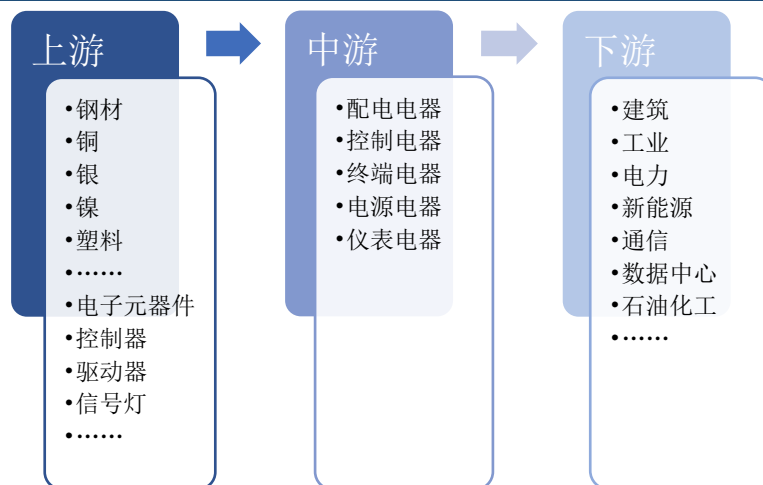 上游
•钢材
•铜
•银
•镍
•塑料
•……
•电子元器件
•控制器
•驱动器
•信号灯
•……
中游
•配电电器
•控制电器
•终端电器
•电源电器
•仪表电器
下游
•建筑
•工业
•电力
•新能源
•通信
•数据中心
•石油化工
•……